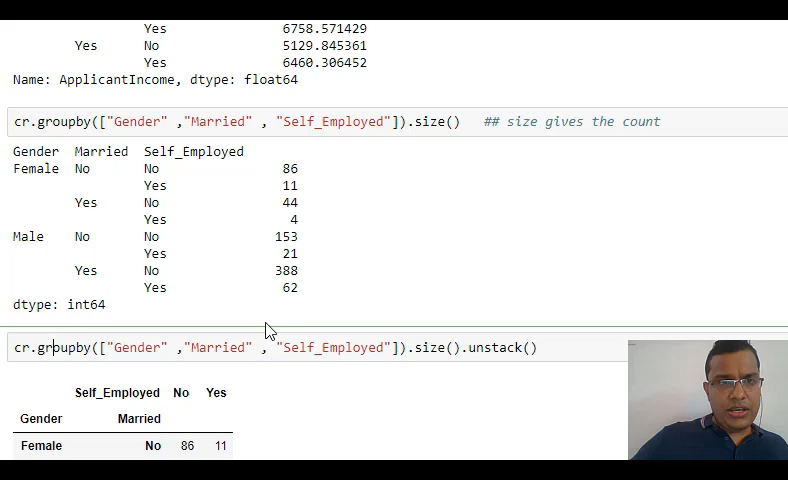 Yes 6758.571429
Yes No 5129.845361
Yes 6460.306452
Name: ApplicantIncome, dtype: float64
cr.groupby(["Gender" ,"Married" , "Self_Employed"]).size() ## size gives the count
Gender Married Self_Employed
Female No No 86
Yes 11
Yes No 44
Yes 4
Male No No 153
Yes 21
Yes No 388
Yes 62
dtype: int64
cr.groupby(["Gender" ,"Married" , "Self_Employed"]).size().unstack()
Self_Employed No Yes
Gender Married
Female No 86 11